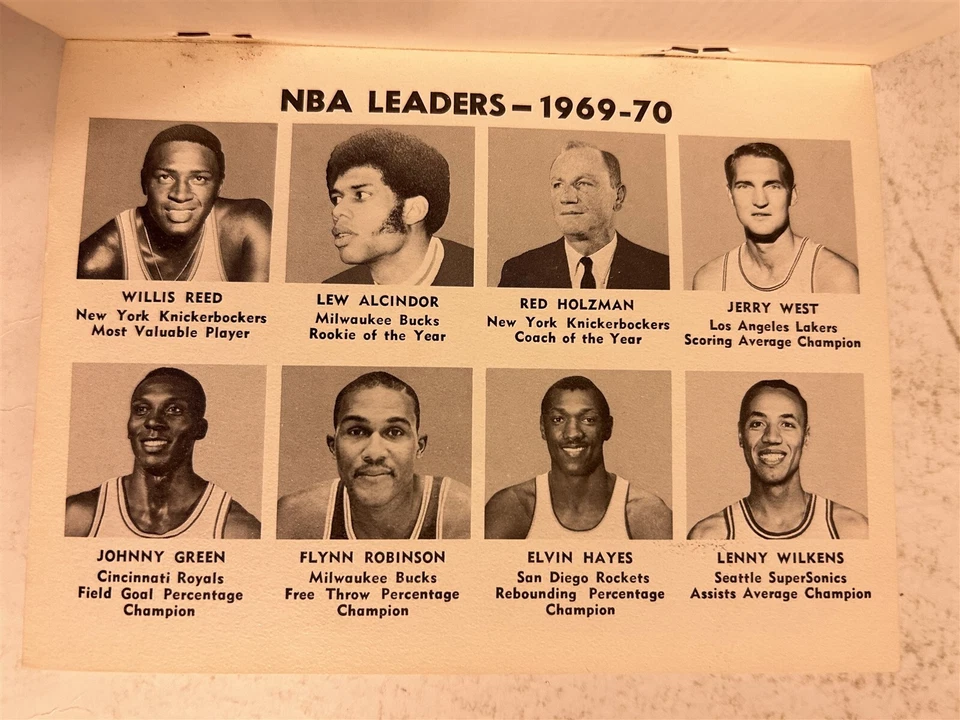 NBA LEADERS – 1969-70
WILLIS REED
New York Knickerbockers
Most Valuable Player
LEW ALCINDOR
Milwaukee Bucks
Rookie of the Year
RED HOLZMAN
New York Knickerbockers
Coach of the Year
JERRY WEST
Los Angeles Lakers
Scoring Average Champion
JOHNNY GREEN
Cincinnati Royals
Field Goal Percentage
Champion
FLYNN ROBINSON
Milwaukee Bucks
Free Throw Percentage
Champion
ELVIN HAYES
San Diego Rockets
Rebounding Percentage
Champion
LENNY WILKENS
Seattle SuperSonics
Assists Average Champion